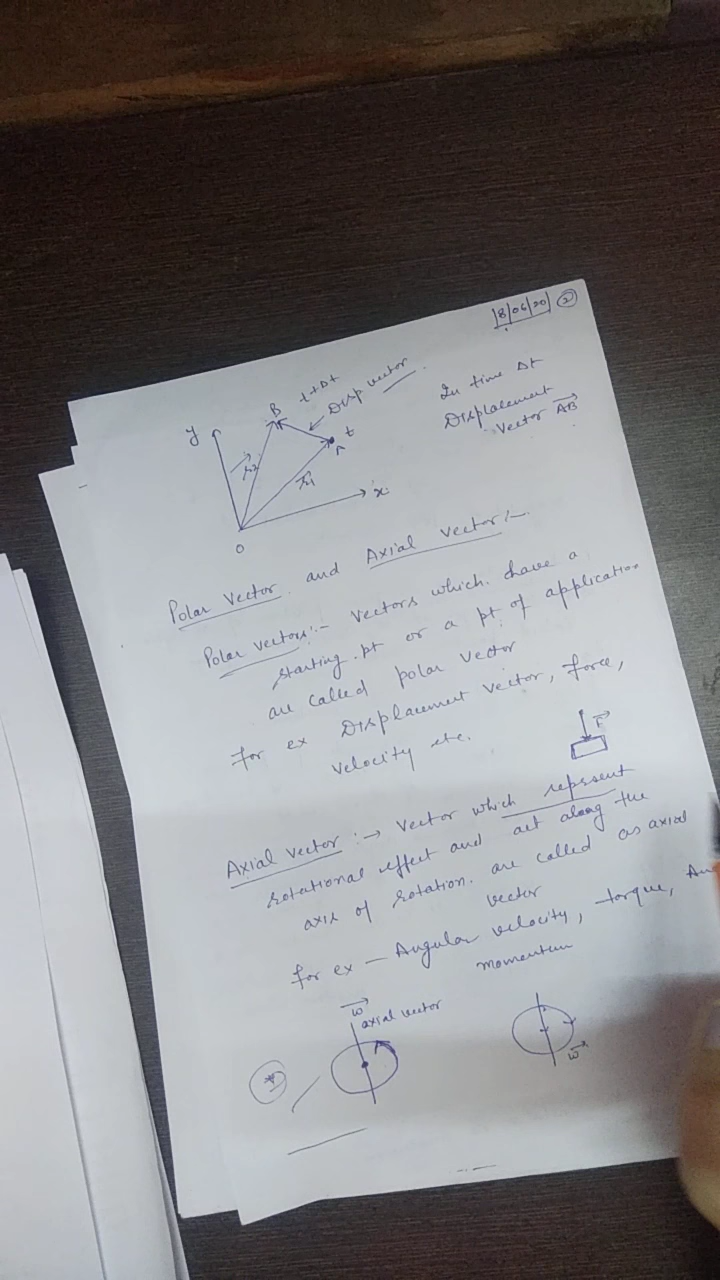 18/06/20 2
B t+Δt
Disp vector
y
t
A
r2
r1
x
O
In time Δt
Displacement
vector AB
Polar vector and Axial vector:-
Polar vectors:- Vectors which have a
starting pt or a pt of application
are called polar vector
for ex Displacement vector, force,
velocity etc.
F
Axial vector :→ Vector which reprsent
rotational effect and act along the
axis of rotation. are called as axial
vector
for ex — Angular velocity, torque,
momentum
w
axial vector
w